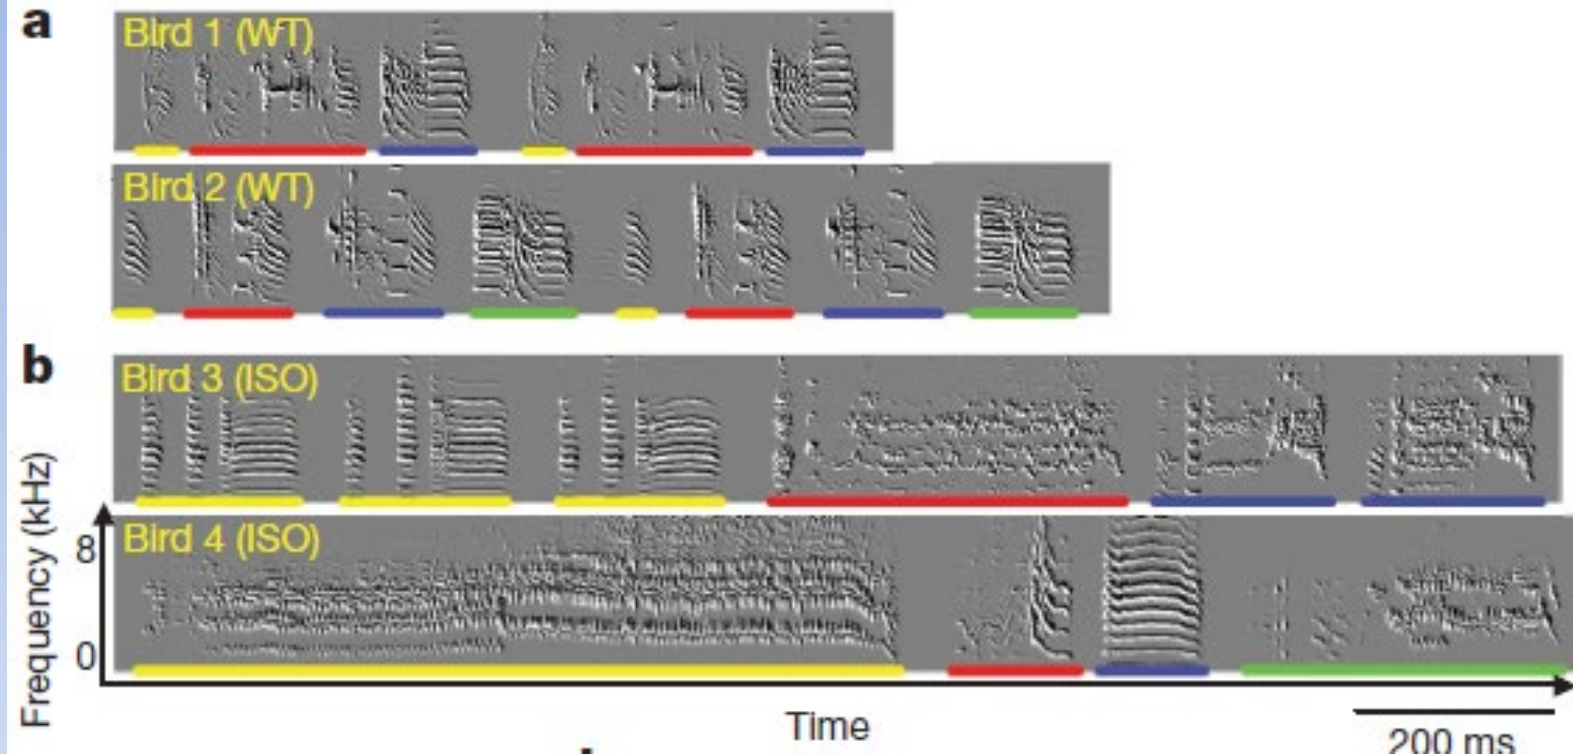 a
Bird 1 (WT)
Bird 2 (WT)
b
Bird 3 (ISO)
Bird 4 (ISO)
Frequency (kHz)
8
0
Time
200 ms